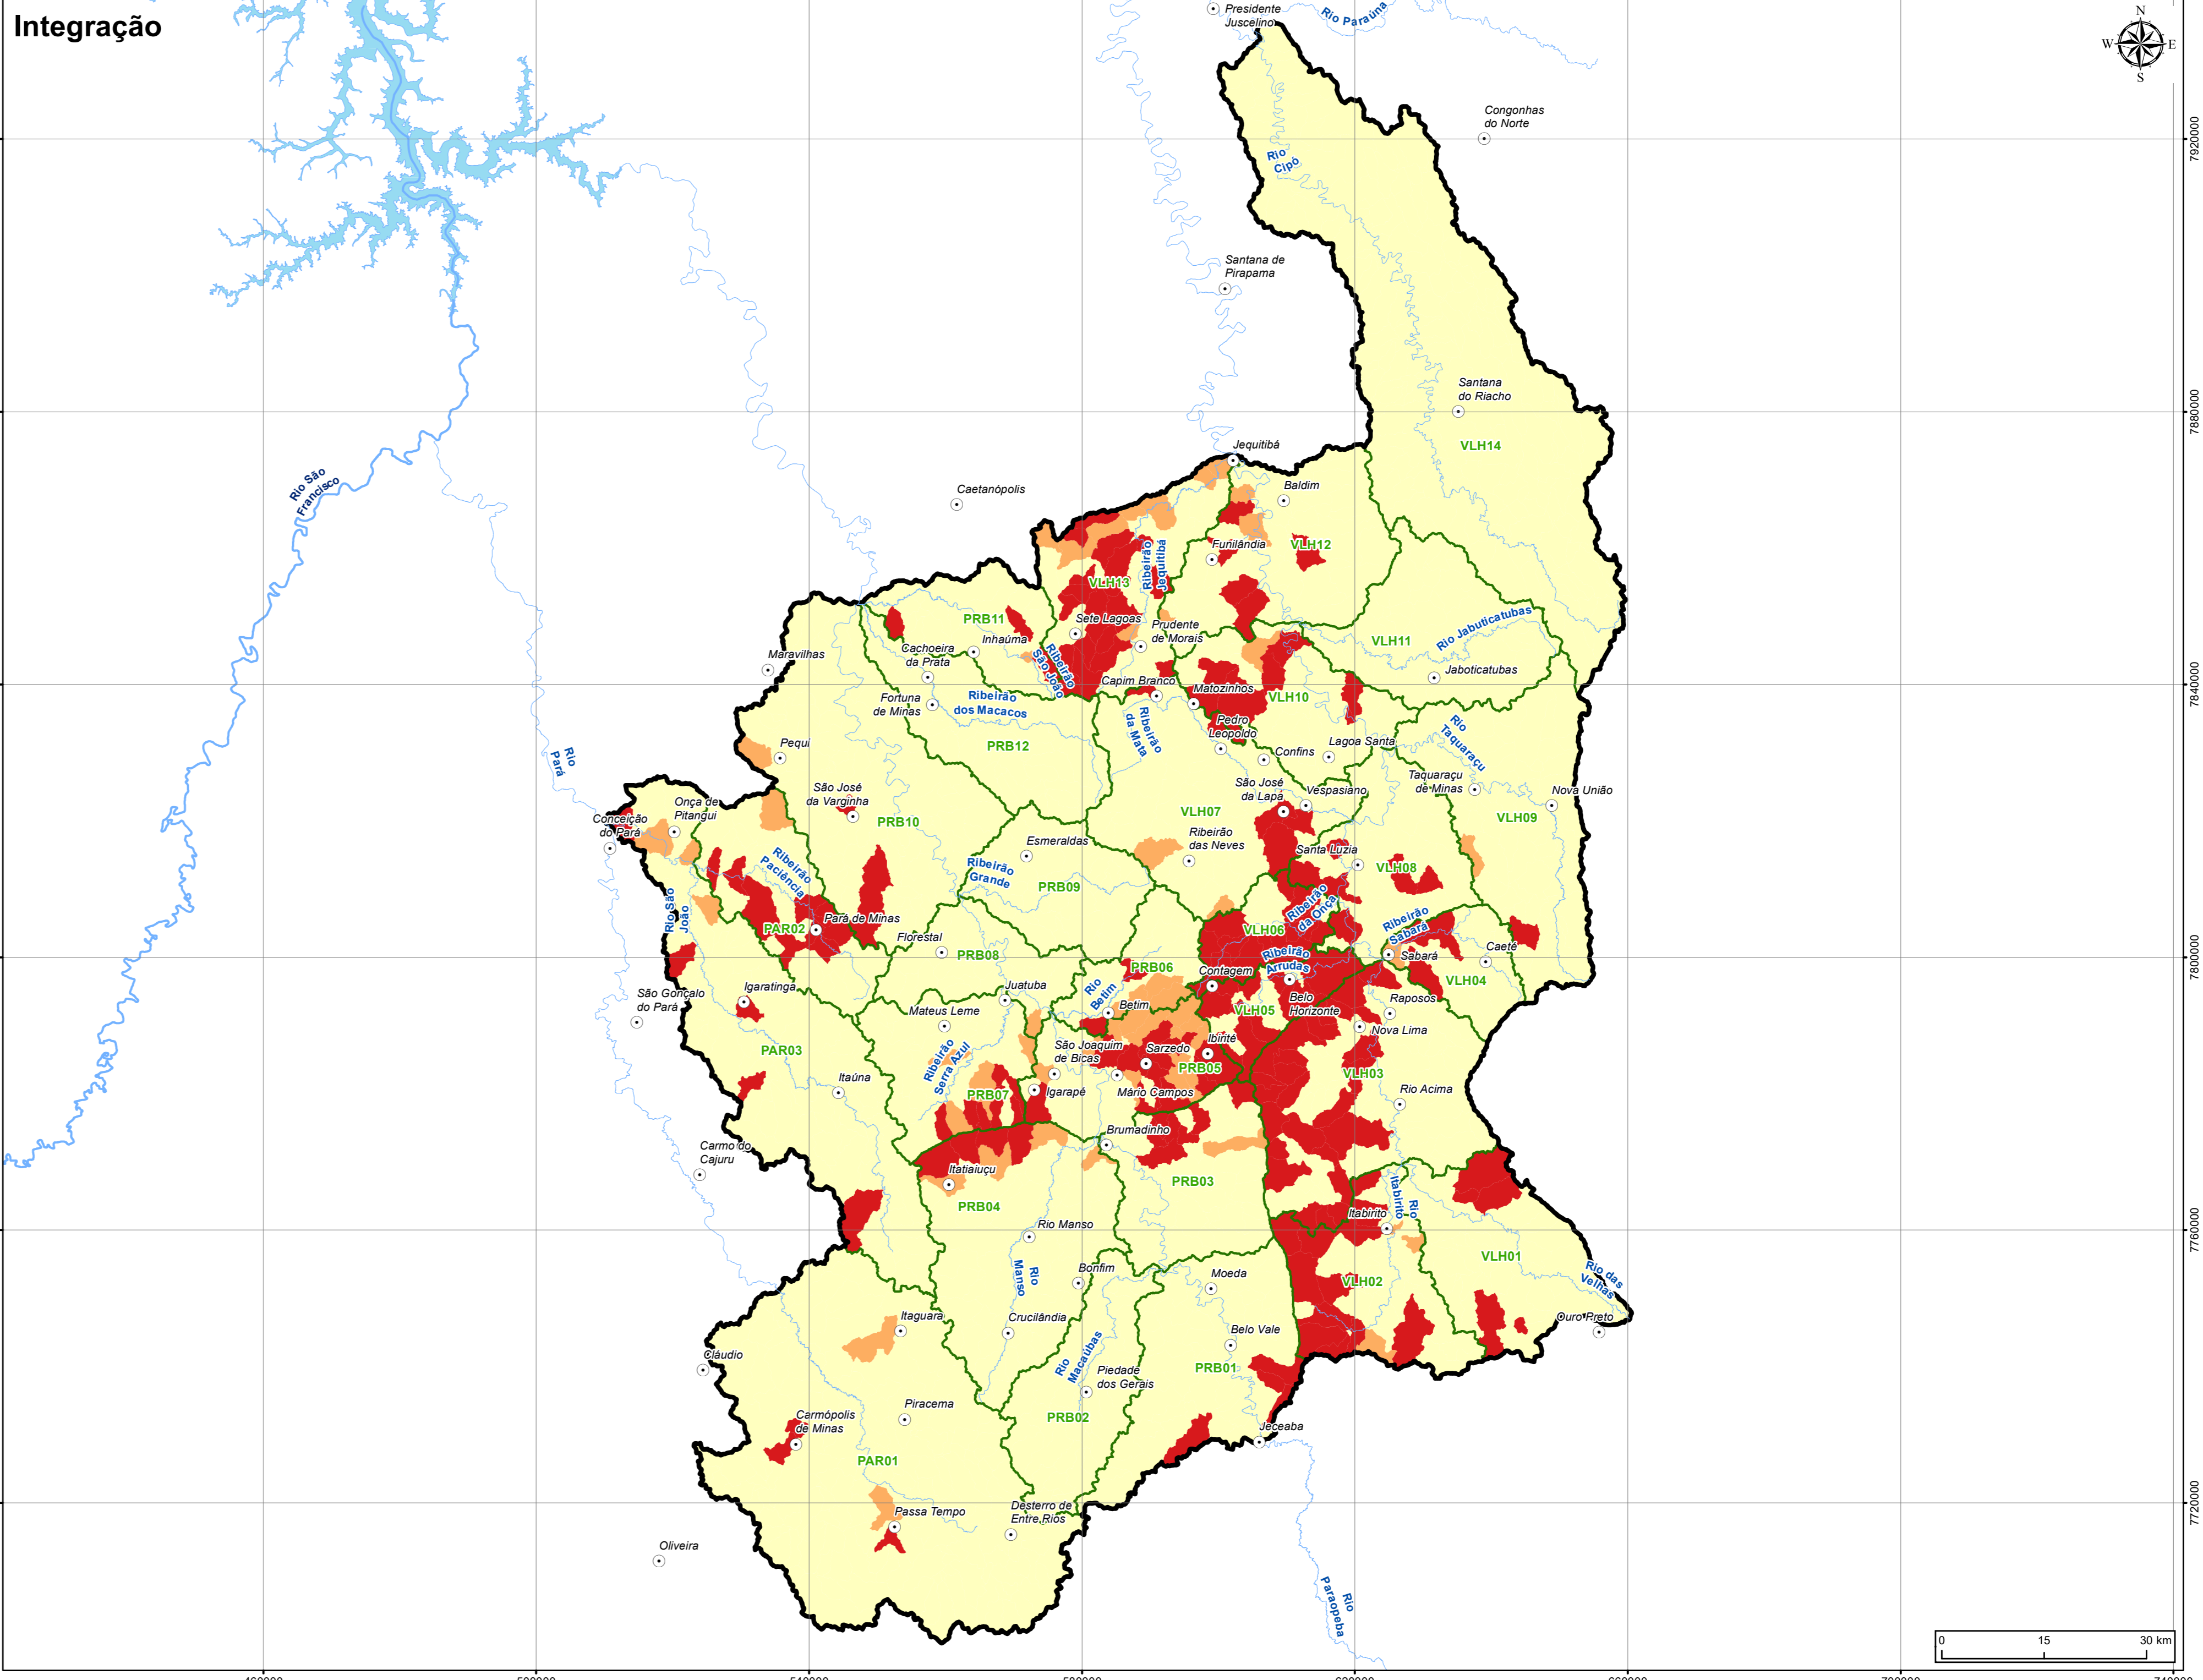 Integração
N
W
E
S
Presidente
Juscelino
Rio Paraúna
Congonhas
do Norte
7920000
Rio
Cipó
Santana de
Pirapama
Santana
do Riacho
7880000
VLH14
Jequitibá
Rio São
Francisco
Caetanópolis
Baldim
Funilândia
VLH12
Ribeirão
Jequitibá
VLH13
PRB11
Sete Lagoas
Prudente
de Morais
VLH11
Rio Jabuticatubas
Inhaúma
Cachoeira
da Prata
Ribeirão
São João
Maravilhas
Jaboticatubas
7840000
Capim Branco
Matozinhos
VLH10
Fortuna
de Minas
Ribeirão
dos Macacos
Ribeirão
da Mata
Pedro
Leopoldo
Rio
Taquaraçu
Pequi
PRB12
Confins
Lagoa Santa
Rio
Pará
São José
da Varginha
São José
da Lapa
Vespasiano
Taquaraçu
de Minas
Nova União
Onça de
Pitangui
Conceição
do Pará
PRB10
VLH07
VLH09
Esmeraldas
Ribeirão
das Neves
Santa Luzia
VLH08
Ribeirão
Paciência
Ribeirão
Grande
PRB09
Rio São
João
Ribeirão
da Onça
Pará de Minas
PAR02
VLH06
Ribeirão
Sabará
Florestal
PRB08
Ribeirão
Arrudas
Sabará
Caeté
7800000
PRB06
Contagem
VLH04
São Gonçalo
do Pará
Igaratinga
Juatuba
Rio
Betim
Betim
Belo
Horizonte
Raposos
Mateus Leme
VLH05
Nova Lima
PAR03
Ribeirão
Serra Azul
São Joaquim
de Bicas
Sarzedo
Ibirité
PRB05
VLH03
Itaúna
PRB07
Igarapé
Mário Campos
Rio Acima
Brumadinho
Carmo do
Cajuru
Itatiaiuçu
PRB03
PRB04
Rio
Itabirito
Itabirito
Rio Manso
7760000
VLH01
Rio
Manso
Bonfim
Moeda
VLH02
Rio das
Velhas
Itaguara
Crucilândia
Belo Vale
Ouro Preto
Cláudio
Rio
Macaúbas
Piedade
dos Gerais
PRB01
Piracema
PRB02
Carmópolis
de Minas
Jeceaba
PAR01
Passa Tempo
Desterro de
Entre Rios
7720000
Oliveira
Rio
Paraopeba
0
15
30 km